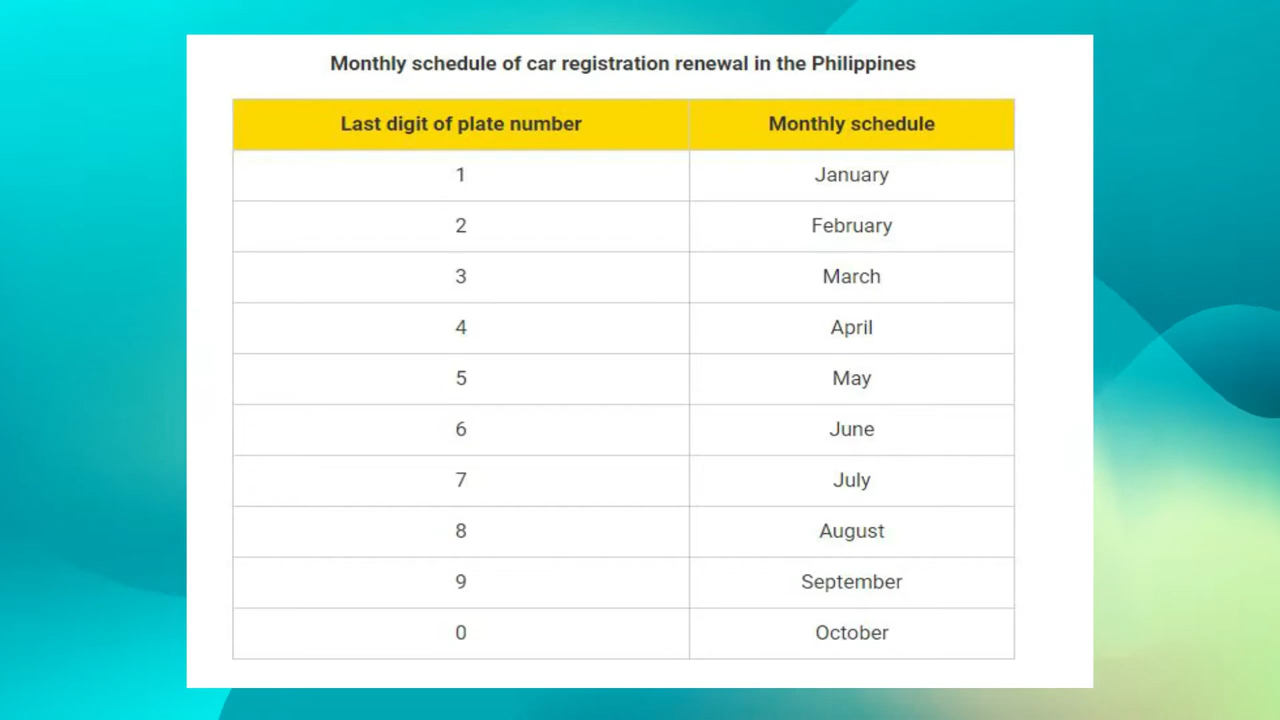 Monthly schedule of car registration renewal in the Philippines
Last digit of plate number Monthly schedule
1 January
2 February
3 March
4 April
5 May
6 June
7 July
8 August
9 September
0 October